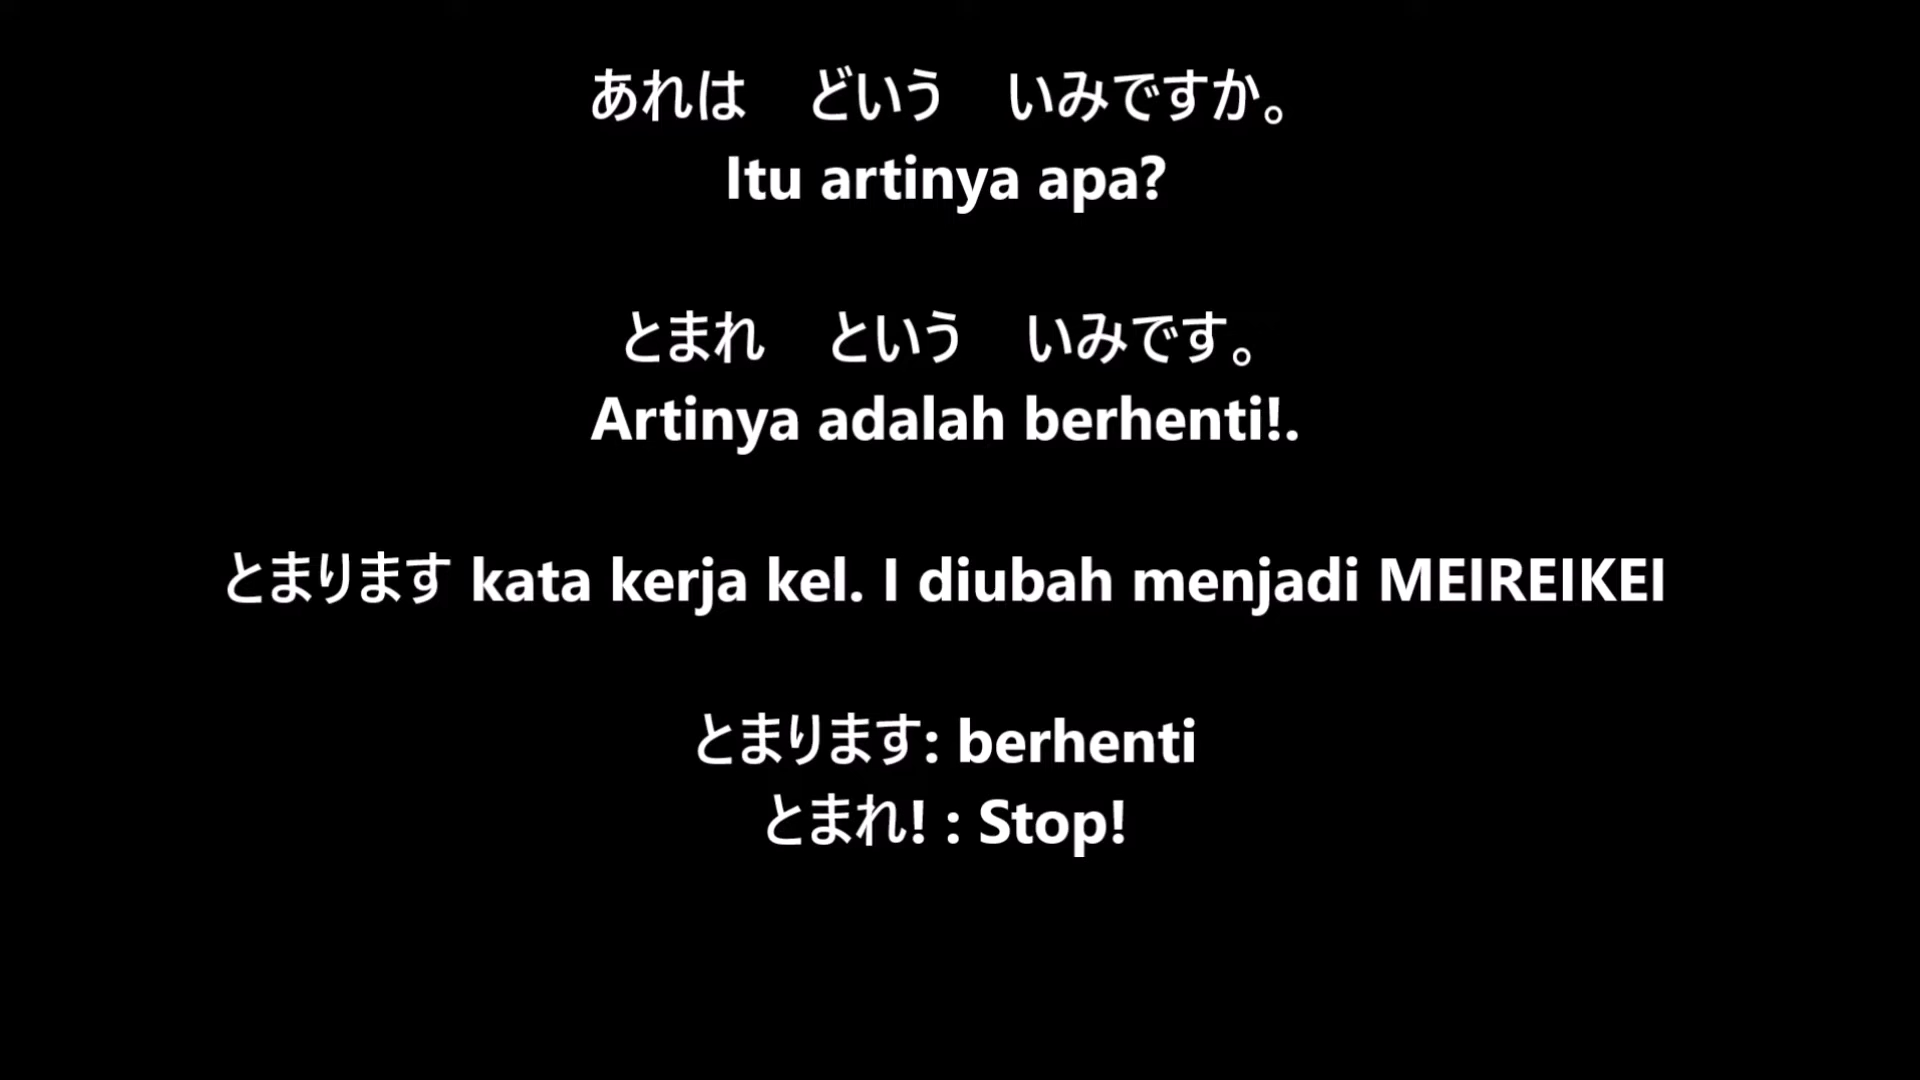 あれは　どいう　いみですか。
Itu artinya apa?
とまれ　という　いみです。
Artinya adalah berhenti!.
とまります kata kerja kel. I diubah menjadi MEIREIKEI
とまります: berhenti
とまれ! : Stop!